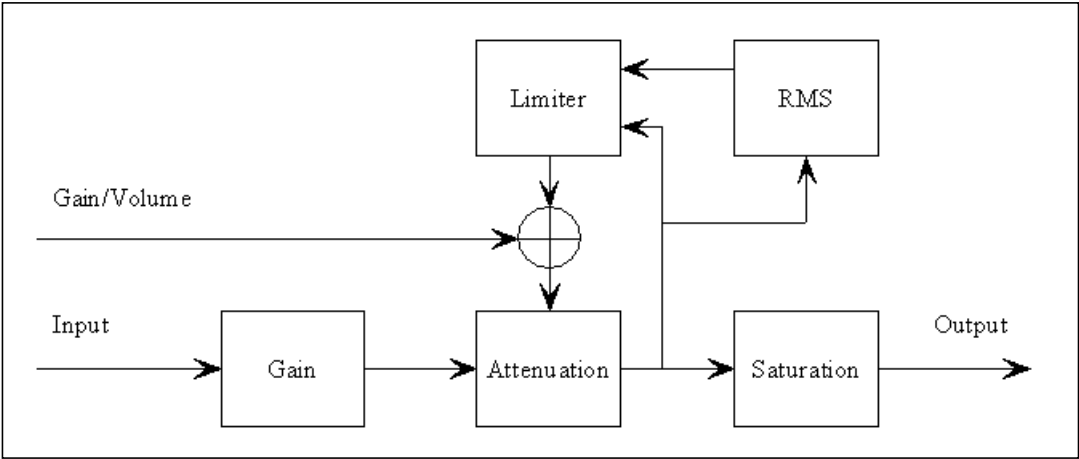 Limiter
RMS
Gain/Volume
Input
Output
Gain
Attenuation
Saturation